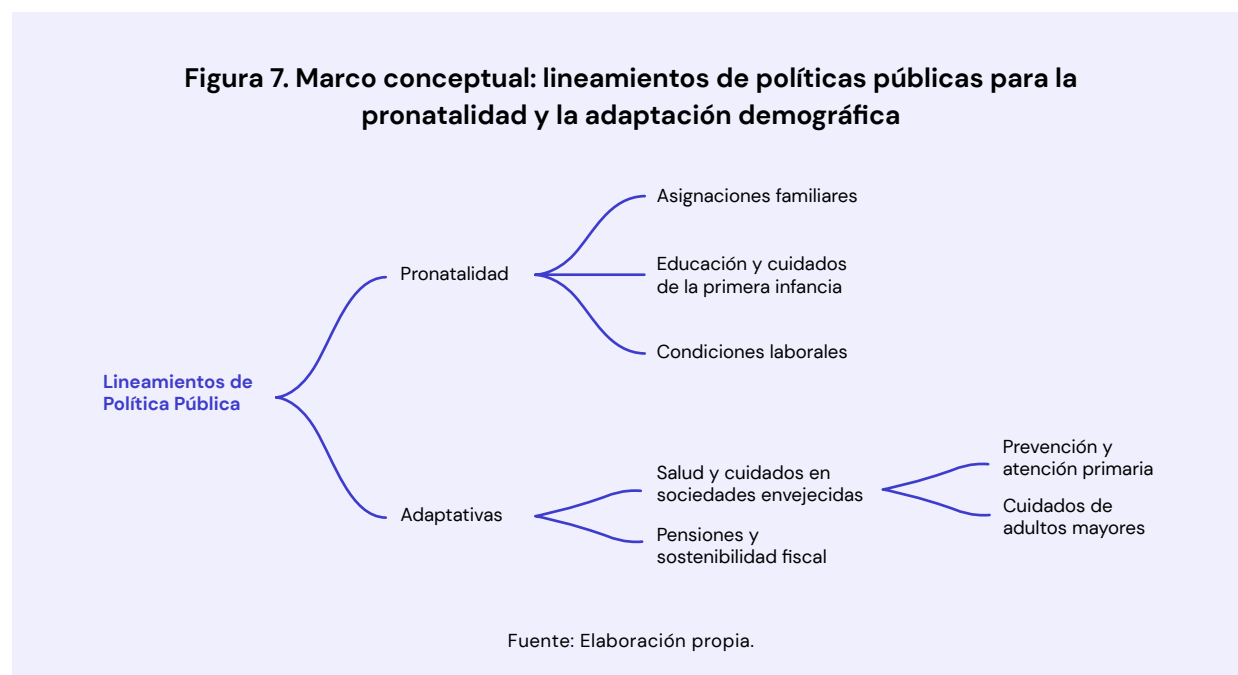 Figura 7. Marco conceptual: lineamientos de políticas públicas para la
pronatalidad y la adaptación demográfica
Lineamientos de
Política Pública
Pronatalidad
Asignaciones familiares
Educación y cuidados
de la primera infancia
Condiciones laborales
Adaptativas
Salud y cuidados en
sociedades envejecidas
Prevención y
atención primaria
Cuidados de
adultos mayores
Pensiones y
sostenibilidad fiscal
Fuente: Elaboración propia.